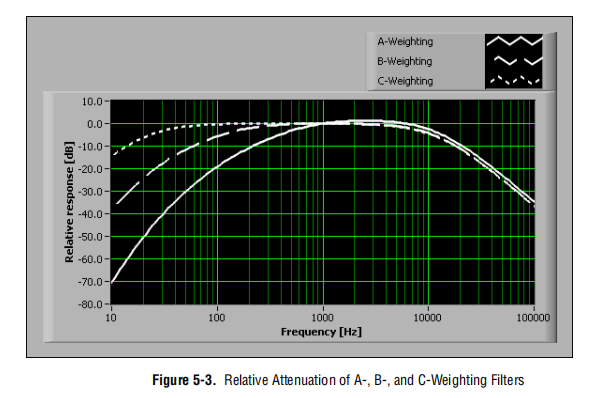 A-Weighting
B-Weighting
C-Weighting
10.0
0.0
-10.0
-20.0
-30.0
-40.0
-50.0
-60.0
-70.0
-80.0
Relative response [dB]
10 100 1000 10000 100000
Frequency [Hz]
Figure 5-3. Relative Attenuation of A-, B-, and C-Weighting Filters